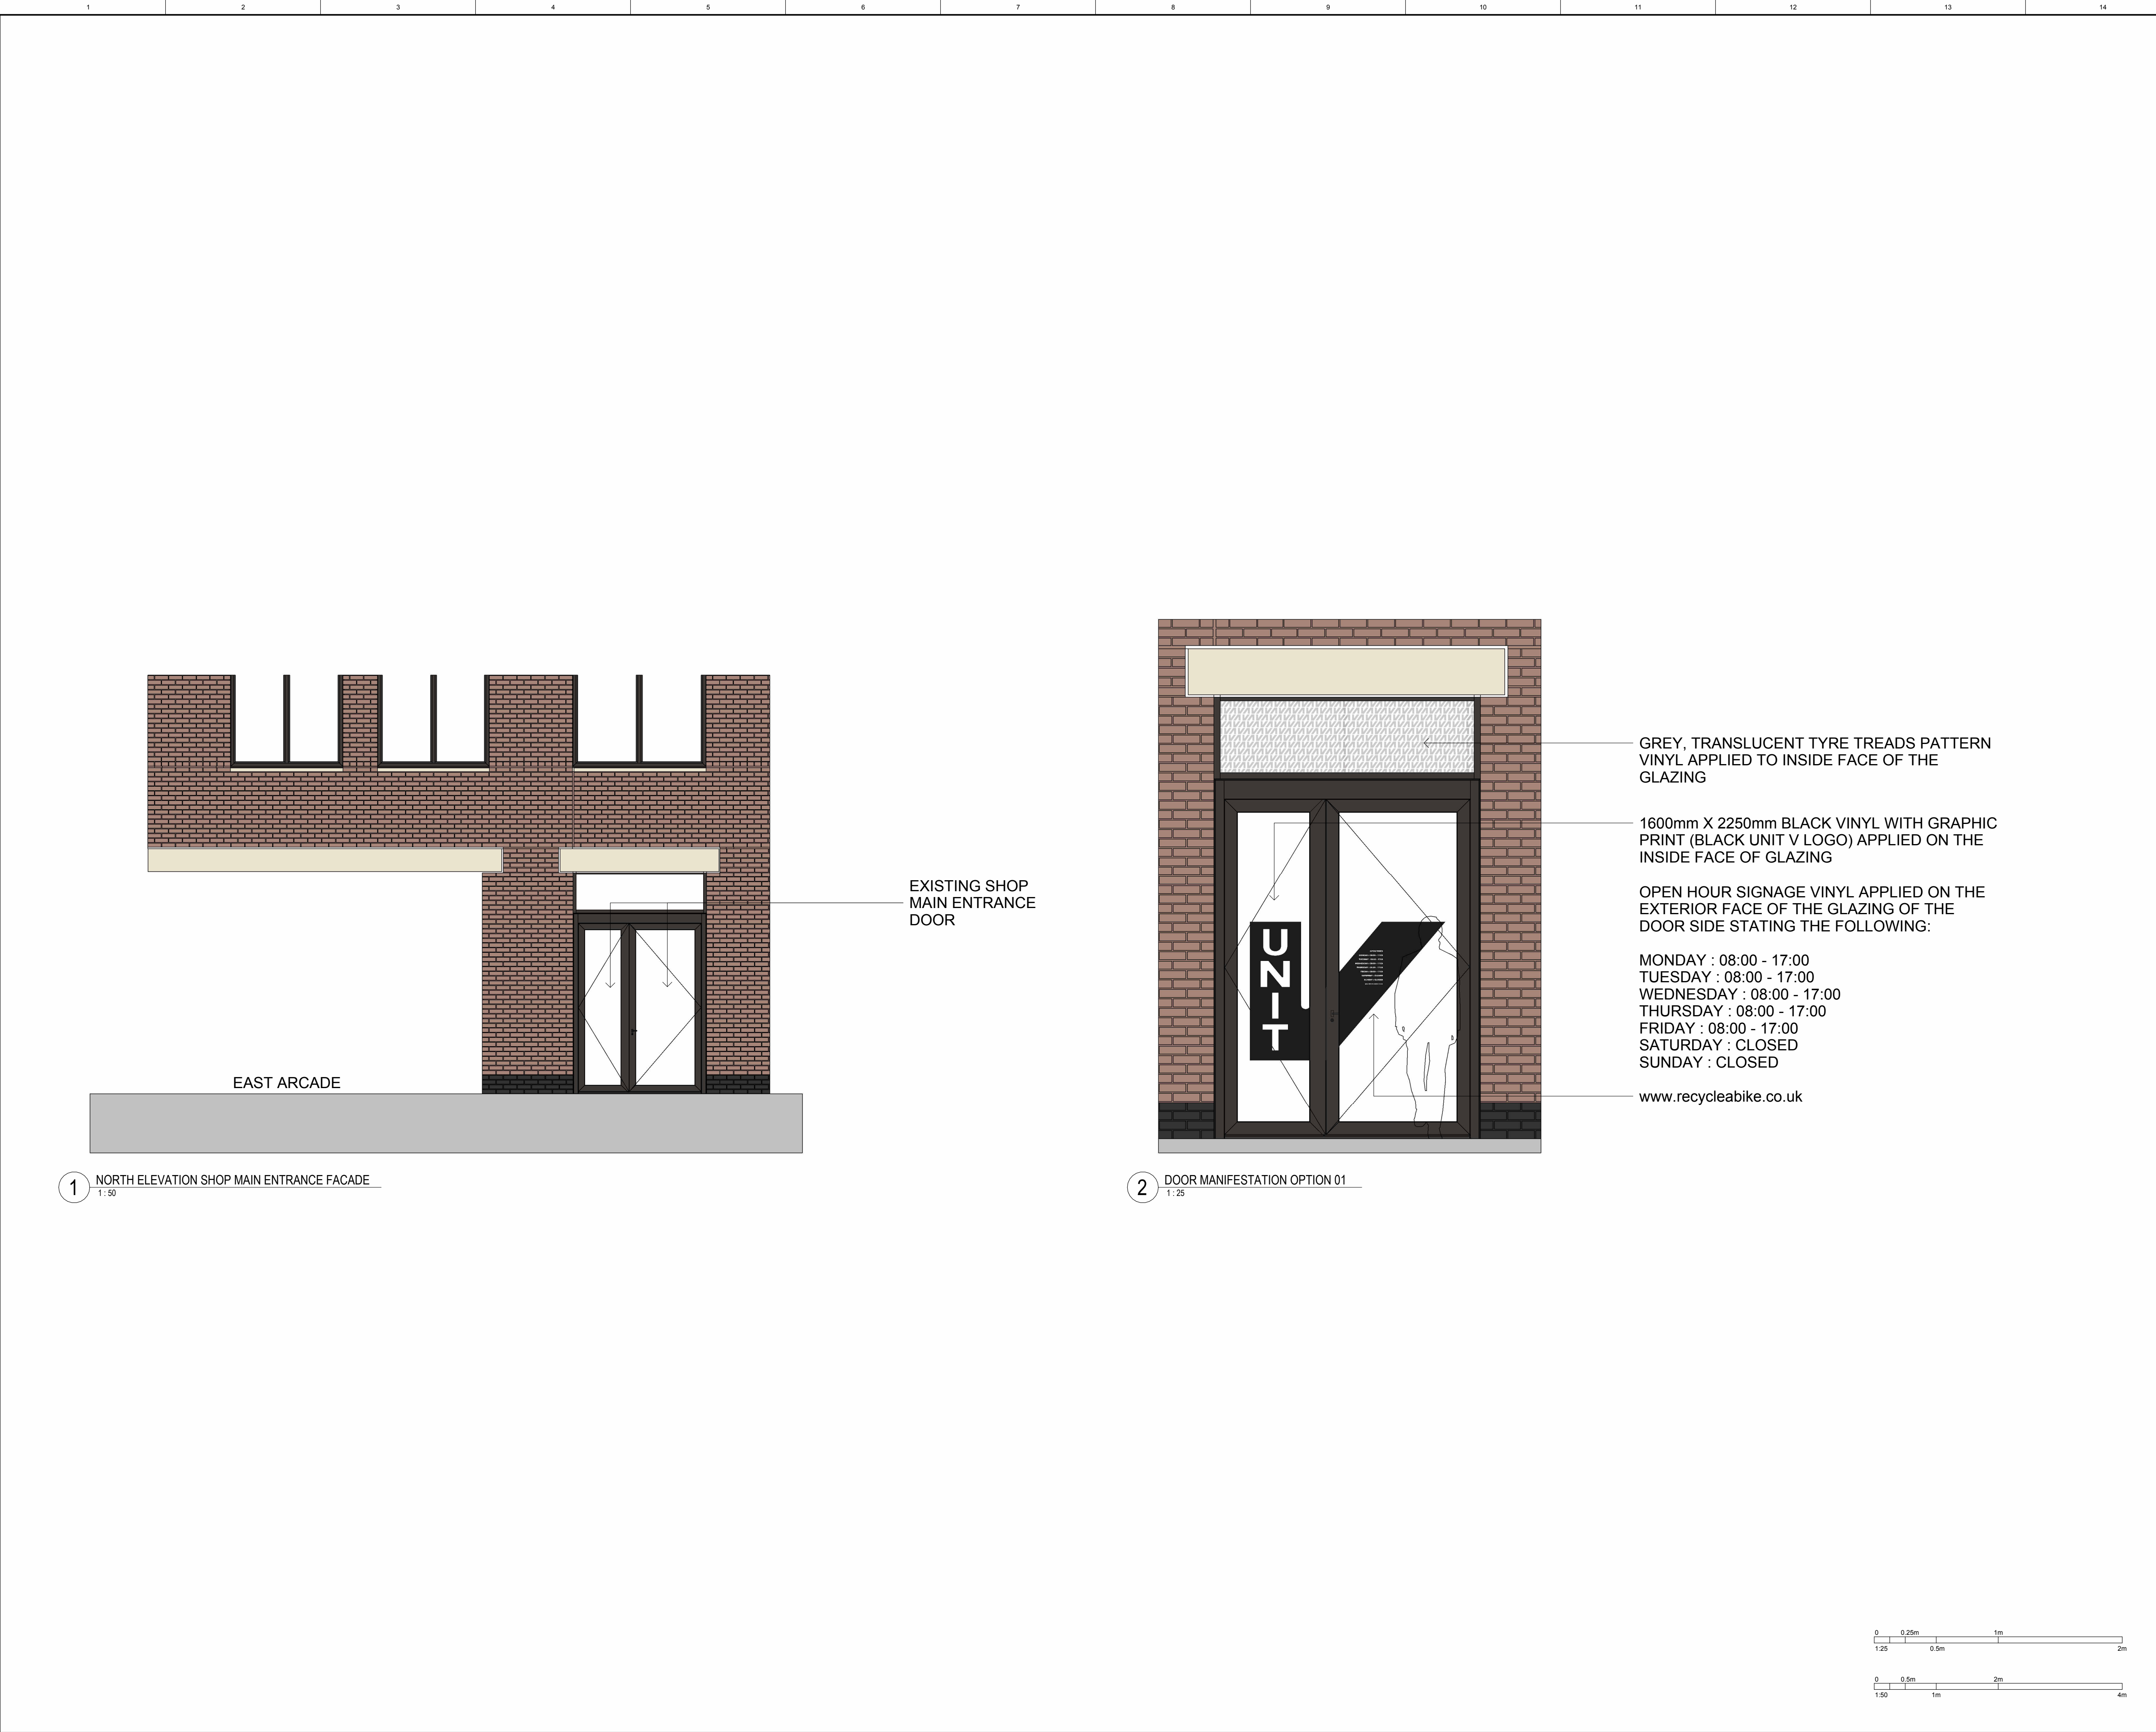 1 2 3 4 5 6 7 8 9 10 11 12 13 14
EXISTING SHOP
MAIN ENTRANCE
DOOR
EAST ARCADE
1 NORTH ELEVATION SHOP MAIN ENTRANCE FACADE
1 : 50
UNIT
GREY, TRANSLUCENT TYRE TREADS PATTERN
VINYL APPLIED TO INSIDE FACE OF THE
GLAZING
1600mm X 2250mm BLACK VINYL WITH GRAPHIC
PRINT (BLACK UNIT V LOGO) APPLIED ON THE
INSIDE FACE OF GLAZING
OPEN HOUR SIGNAGE VINYL APPLIED ON THE
EXTERIOR FACE OF THE GLAZING OF THE
DOOR SIDE STATING THE FOLLOWING:
MONDAY : 08:00 - 17:00
TUESDAY : 08:00 - 17:00
WEDNESDAY : 08:00 - 17:00
THURSDAY : 08:00 - 17:00
FRIDAY : 08:00 - 17:00
SATURDAY : CLOSED
SUNDAY : CLOSED
www.recycleabike.co.uk
2 DOOR MANIFESTATION OPTION 01
1 : 25
0 0.25m 1m
1:25 0.5m 2m
0 0.5m 2m
1:50 1m 4m